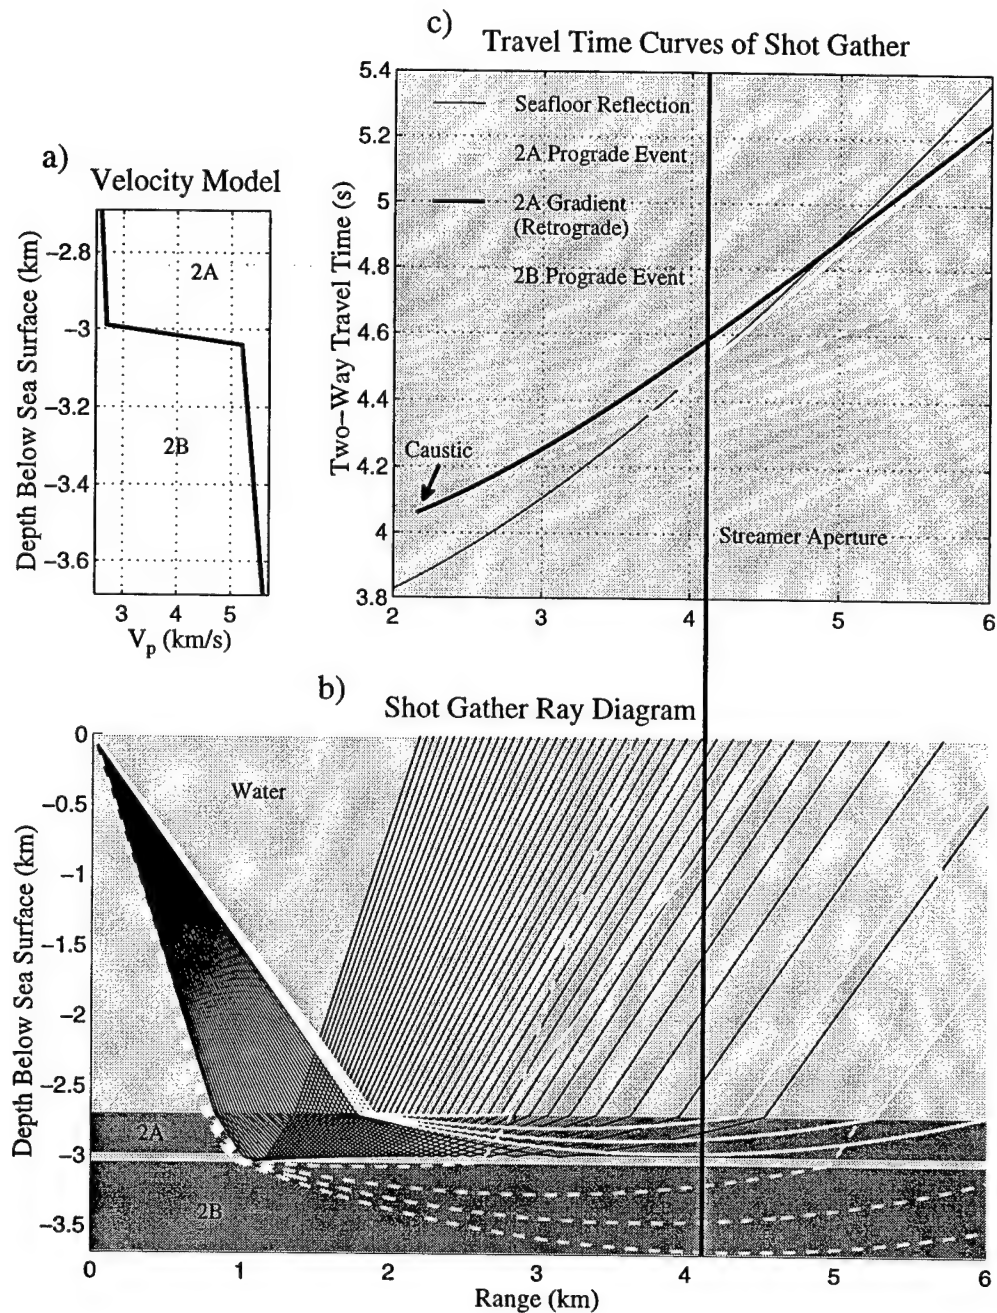 c)
Travel Time Curves of Shot Gather
5.4
5.2
5
4.8
4.6
4.4
4.2
4
3.8
Two-Way Travel Time (s)
Seafloor Reflection
2A Prograde Event
2A Gradient
(Retrograde)
2B Prograde Event
Caustic
Streamer Aperture
2 3 4 5 6
a)
Velocity Model
Depth Below Sea Surface (km)
−2.8
−3
−3.2
−3.4
−3.6
2A
2B
3 4 5
Vp (km/s)
b)
Shot Gather Ray Diagram
Depth Below Sea Surface (km)
0
−0.5
−1
−1.5
−2
−2.5
−3
−3.5
Water
2A
2B
0 1 2 3 4 5 6
Range (km)